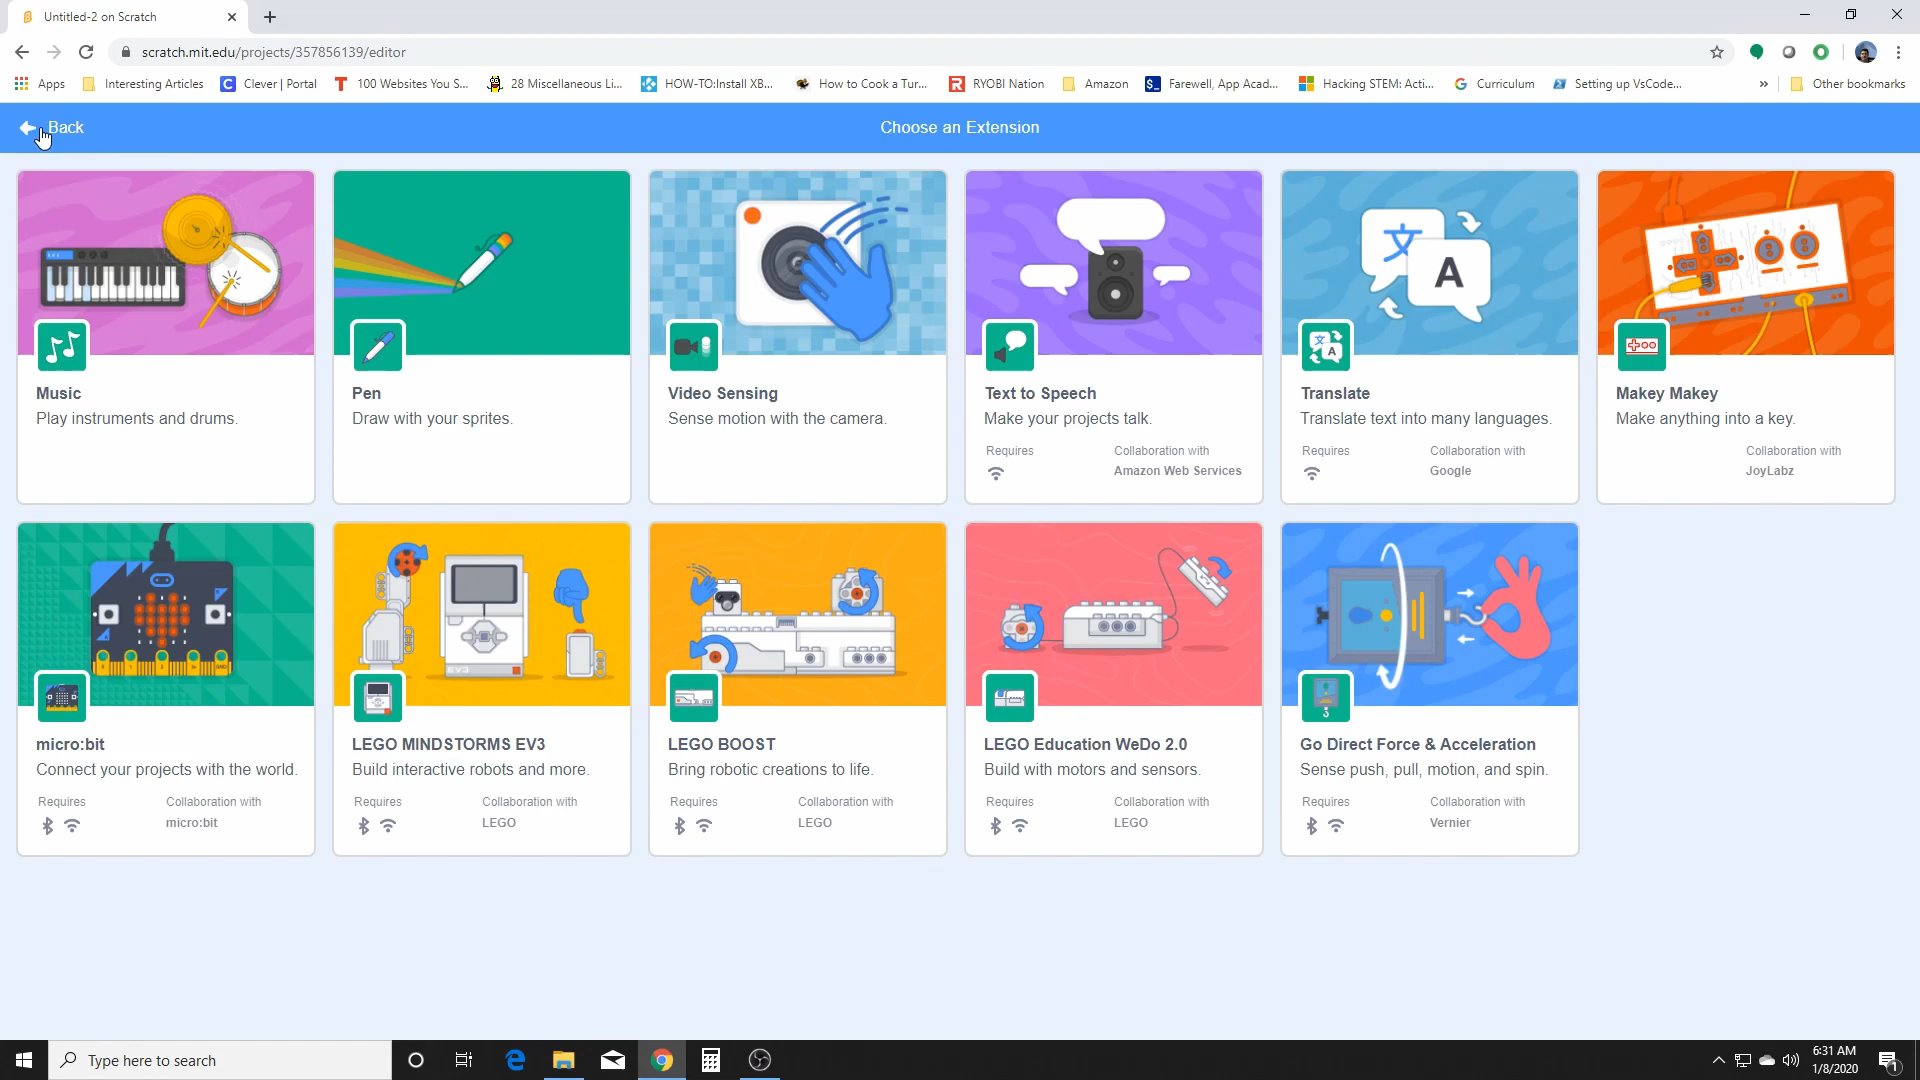 Untitled-2 on Scratch
scratch.mit.edu/projects/357856139/editor
Apps
Interesting Articles
Clever | Portal
100 Websites You S...
28 Miscellaneous Li...
HOW-TO:Install XB...
How to Cook a Tur...
RYOBI Nation
Amazon
Farewell, App Acad...
Hacking STEM: Acti...
Curriculum
Setting up VsCode...
»
Other bookmarks
Back
Choose an Extension
Music
Play instruments and drums.
Pen
Draw with your sprites.
Video Sensing
Sense motion with the camera.
Text to Speech
Make your projects talk.
Requires
Collaboration with
Amazon Web Services
文
A
Translate
Translate text into many languages.
Requires
Collaboration with
Google
Makey Makey
Make anything into a key.
Collaboration with
JoyLabz
micro:bit
Connect your projects with the world.
Requires
Collaboration with
micro:bit
EV3
LEGO MINDSTORMS EV3
Build interactive robots and more.
Requires
Collaboration with
LEGO
LEGO BOOST
Bring robotic creations to life.
Requires
Collaboration with
LEGO
LEGO Education WeDo 2.0
Build with motors and sensors.
Requires
Collaboration with
LEGO
Go Direct Force & Acceleration
Sense push, pull, motion, and spin.
Requires
Collaboration with
Vernier
Type here to search
6:31 AM
1/8/2020
1